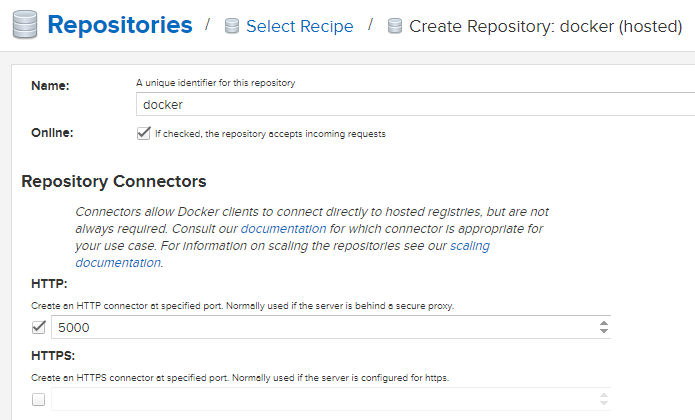 Repositories / Select Recipe / Create Repository: docker (hosted)
Name:
A unique identifier for this repository
docker
Online:
If checked, the repository accepts incoming requests
Repository Connectors
Connectors allow Docker clients to connect directly to hosted registries, but are not
always required. Consult our documentation for which connector is appropriate for
your use case. For information on scaling the repositories see our scaling
documentation.
HTTP:
Create an HTTP connector at specified port. Normally used if the server is behind a secure proxy.
5000
HTTPS:
Create an HTTPS connector at specified port. Normally used if the server is configured for https.